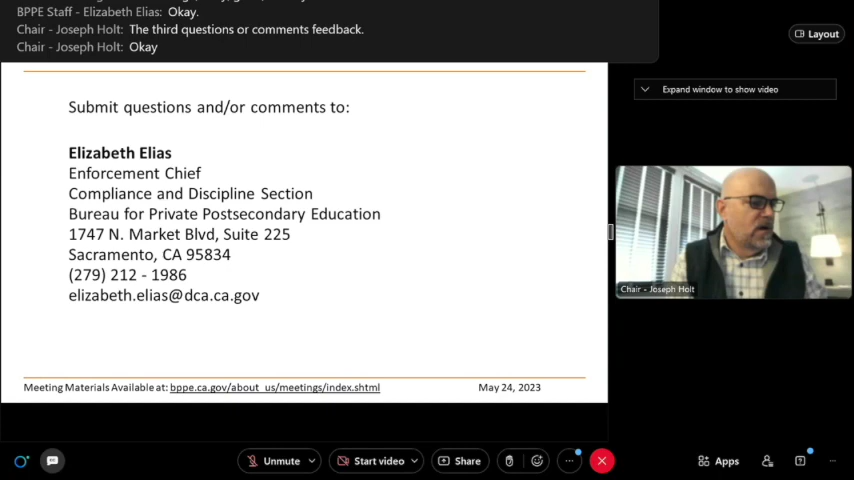 BPPE Staff - Elizabeth Elias: Okay.
Chair - Joseph Holt: The third questions or comments feedback.
Chair - Joseph Holt: Okay
Layout
Expand window to show video
Submit questions and/or comments to:
Elizabeth Elias
Enforcement Chief
Compliance and Discipline Section
Bureau for Private Postsecondary Education
1747 N. Market Blvd, Suite 225
Sacramento, CA 95834
(279) 212 - 1986
elizabeth.elias@dca.ca.gov
Chair - Joseph Holt
Meeting Materials Available at: bppe.ca.gov/about_us/meetings/index.shtml May 24, 2023
Unmute Start video Share Apps